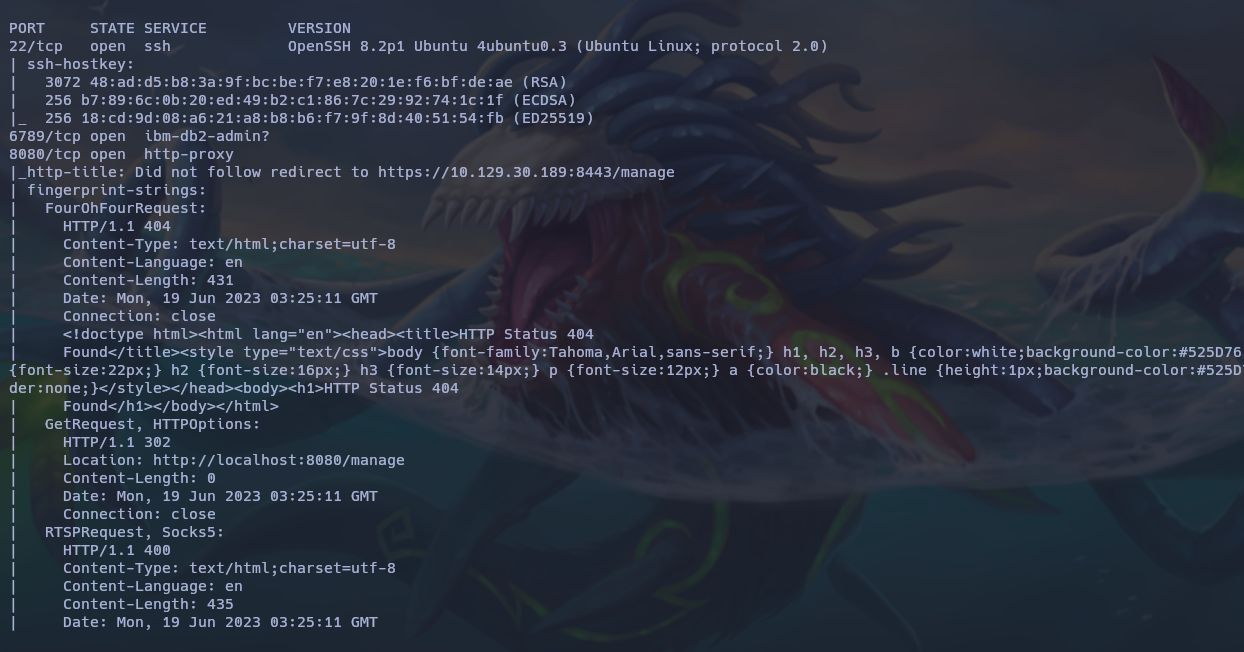 PORT     STATE SERVICE         VERSION
22/tcp   open  ssh             OpenSSH 8.2p1 Ubuntu 4ubuntu0.3 (Ubuntu Linux; protocol 2.0)
| ssh-hostkey:
|   3072 48:ad:d5:b8:3a:9f:bc:be:f7:e8:20:1e:f6:bf:de:ae (RSA)
|   256 b7:89:6c:0b:20:ed:49:b2:c1:86:7c:29:92:74:1c:1f (ECDSA)
|_  256 18:cd:9d:08:a6:21:a8:b8:b6:f7:9f:8d:40:51:54:fb (ED25519)
6789/tcp open  ibm-db2-admin?
8080/tcp open  http-proxy
|_http-title: Did not follow redirect to https://10.129.30.189:8443/manage
| fingerprint-strings:
|   FourOhFourRequest:
|     HTTP/1.1 404
|     Content-Type: text/html;charset=utf-8
|     Content-Language: en
|     Content-Length: 431
|     Date: Mon, 19 Jun 2023 03:25:11 GMT
|     Connection: close
|     <!doctype html><html lang="en"><head><title>HTTP Status 404
|     Found</title><style type="text/css">body {font-family:Tahoma,Arial,sans-serif;} h1, h2, h3, b {color:white;background-color:#525D76
{font-size:22px;} h2 {font-size:16px;} h3 {font-size:14px;} p {font-size:12px;} a {color:black;} .line {height:1px;background-color:#525D
der:none;}</style></head><body><h1>HTTP Status 404
|     Found</h1></body></html>
|   GetRequest, HTTPOptions:
|     HTTP/1.1 302
|     Location: http://localhost:8080/manage
|     Content-Length: 0
|     Date: Mon, 19 Jun 2023 03:25:11 GMT
|     Connection: close
|   RTSPRequest, Socks5:
|     HTTP/1.1 400
|     Content-Type: text/html;charset=utf-8
|     Content-Language: en
|     Content-Length: 435
|     Date: Mon, 19 Jun 2023 03:25:11 GMT